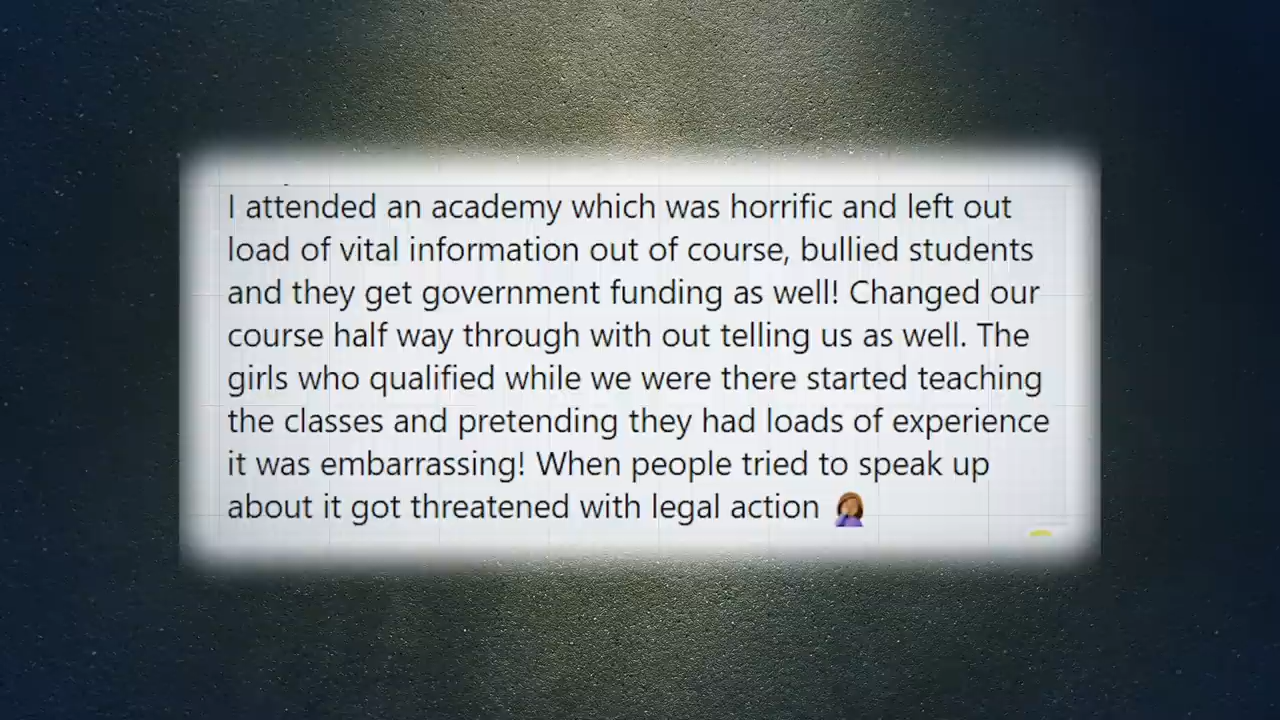 I attended an academy which was horrific and left out
load of vital information out of course, bullied students
and they get government funding as well! Changed our
course half way through with out telling us as well. The
girls who qualified while we were there started teaching
the classes and pretending they had loads of experience
it was embarrassing! When people tried to speak up
about it got threatened with legal action 🤦🏽‍♀️